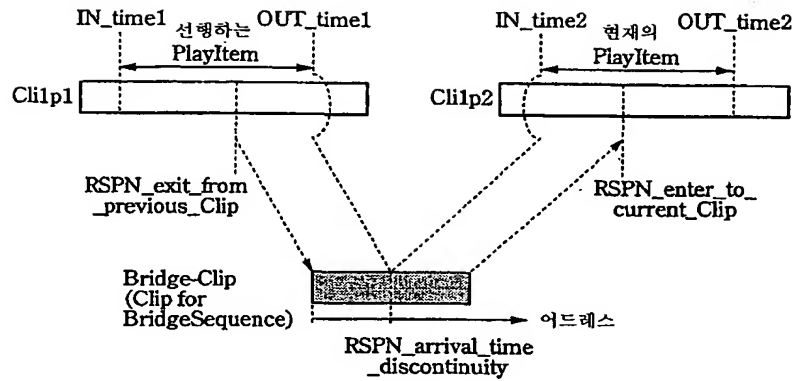 IN_time1
선행하는
PlayItem
OUT_time1
IN_time2
현재의
PlayItem
OUT_time2
Cli1p1
Cli1p2
RSPN_exit_from
_previous_Clip
RSPN_enter_to_
current_Clip
Bridge-Clip
(Clip for
BridgeSequence)
어드레스
RSPN_arrival_time
_discontinuity